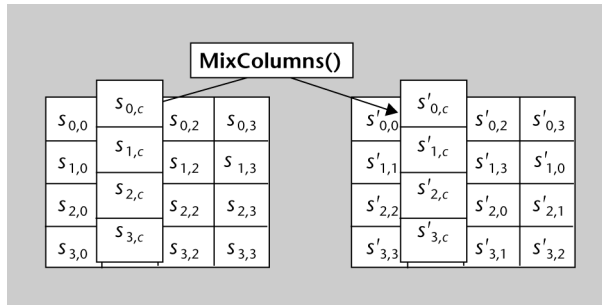 MixColumns()
s0,0 s0,c s0,2 s0,3 s'0,0 s'0,c s'0,2 s'0,3
s1,0 s1,c s1,2 s1,3 s'1,1 s'1,c s'1,3 s'1,0
s2,0 s2,c s2,2 s2,3 s'2,2 s'2,c s'2,0 s'2,1
s3,0 s3,c s3,2 s3,3 s'3,3 s'3,c s'3,1 s'3,2